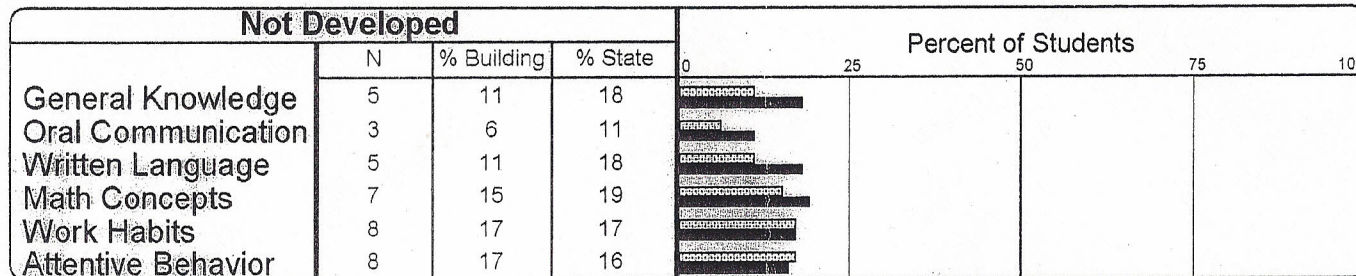 Not Developed
N % Building % State
Percent of Students
0 25 50 75 10
General Knowledge 5 11 18
Oral Communication 3 6 11
Written Language 5 11 18
Math Concepts 7 15 19
Work Habits 8 17 17
Attentive Behavior 8 17 16